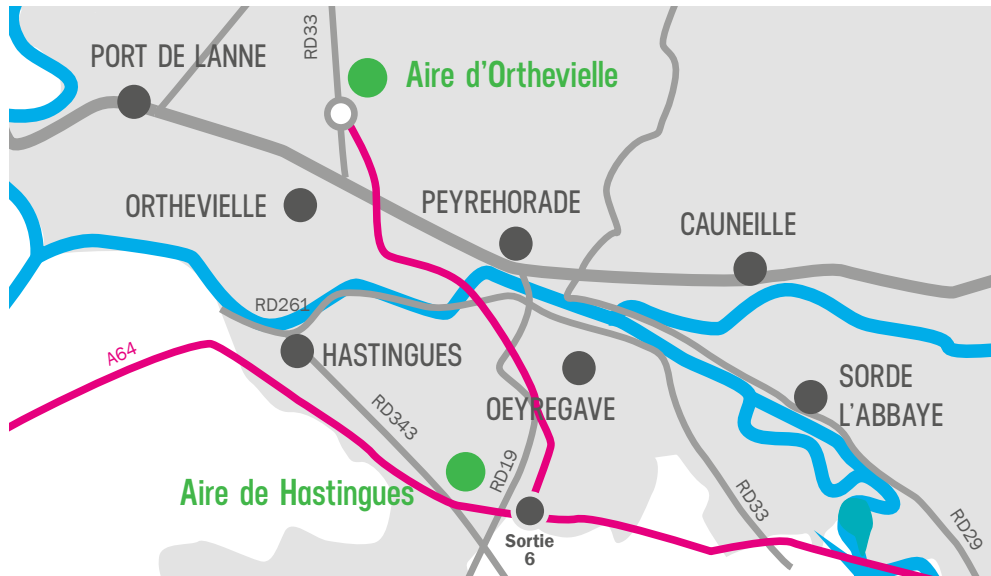 RD33
PORT DE LANNE
Aire d'Orthevielle
ORTHEVIELLE
PEYREHORADE
CAUNEILLE
RD261
A64
HASTINGUES
OEYREGAVE
SORDE
L'ABBAYE
RD343
RD19
Aire de Hastingues
RD33
RD29
Sortie
6